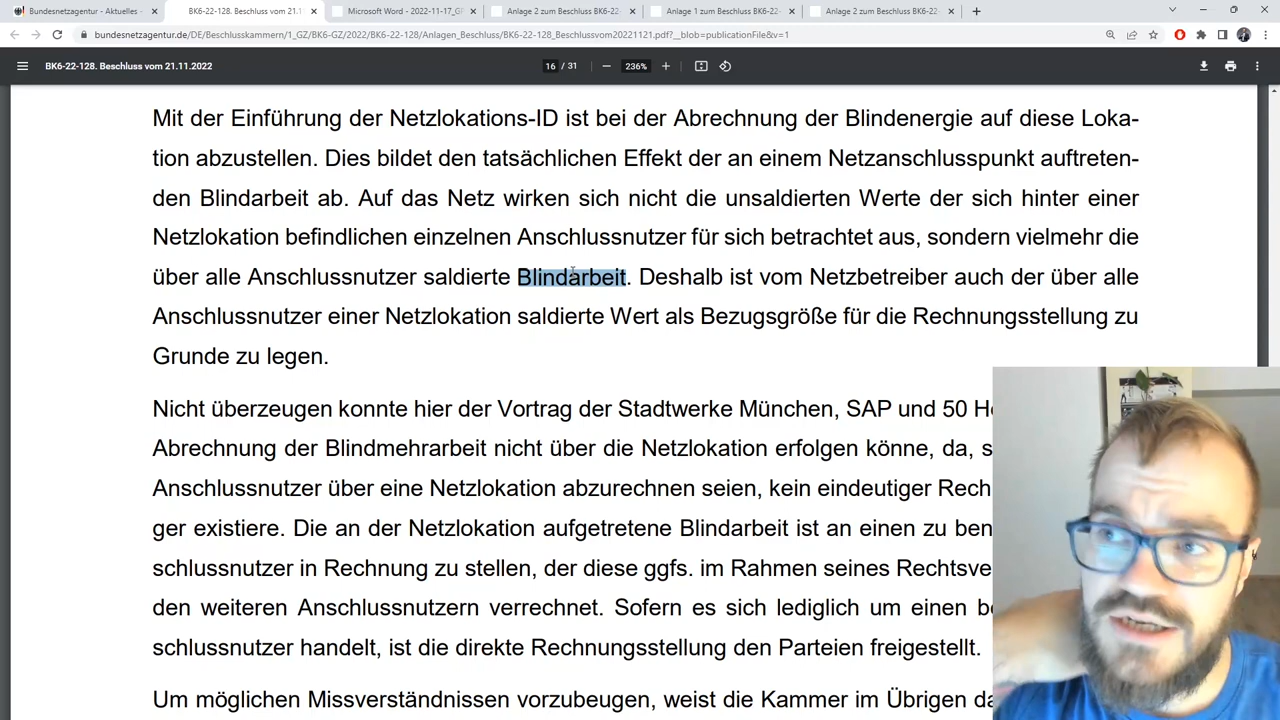 Bundesnetzagentur - Aktuelles -
BK6-22-128. Beschluss vom 21.1
Microsoft Word - 2022-11-17_GP
Anlage 2 zum Beschluss BK6-22-
Anlage 1 zum Beschluss BK6-22-
Anlage 2 zum Beschluss BK6-22-
bundesnetzagentur.de/DE/Beschlusskammern/1_GZ/BK6-GZ/2022/BK6-22-128/Anlagen_Beschluss/BK6-22-128_Beschlussvom20221121.pdf?__blob=publicationFile&v=1
BK6-22-128. Beschluss vom 21.11.2022
16 / 31
236%
Mit der Einführung der Netzlokations-ID ist bei der Abrechnung der Blindenergie auf diese Loka-
tion abzustellen. Dies bildet den tatsächlichen Effekt der an einem Netzanschlusspunkt auftreten-
den Blindarbeit ab. Auf das Netz wirken sich nicht die unsaldierten Werte der sich hinter einer
Netzlokation befindlichen einzelnen Anschlussnutzer für sich betrachtet aus, sondern vielmehr die
über alle Anschlussnutzer saldierte Blindarbeit. Deshalb ist vom Netzbetreiber auch der über alle
Anschlussnutzer einer Netzlokation saldierte Wert als Bezugsgröße für die Rechnungsstellung zu
Grunde zu legen.
Nicht überzeugen konnte hier der Vortrag der Stadtwerke München, SAP und 50 He
Abrechnung der Blindmehrarbeit nicht über die Netzlokation erfolgen könne, da, s
Anschlussnutzer über eine Netzlokation abzurechnen seien, kein eindeutiger Rech
ger existiere. Die an der Netzlokation aufgetretene Blindarbeit ist an einen zu ben
schlussnutzer in Rechnung zu stellen, der diese ggfs. im Rahmen seines Rechtsve
den weiteren Anschlussnutzern verrechnet. Sofern es sich lediglich um einen be
schlussnutzer handelt, ist die direkte Rechnungsstellung den Parteien freigestellt.
Um möglichen Missverständnissen vorzubeugen, weist die Kammer im Übrigen da